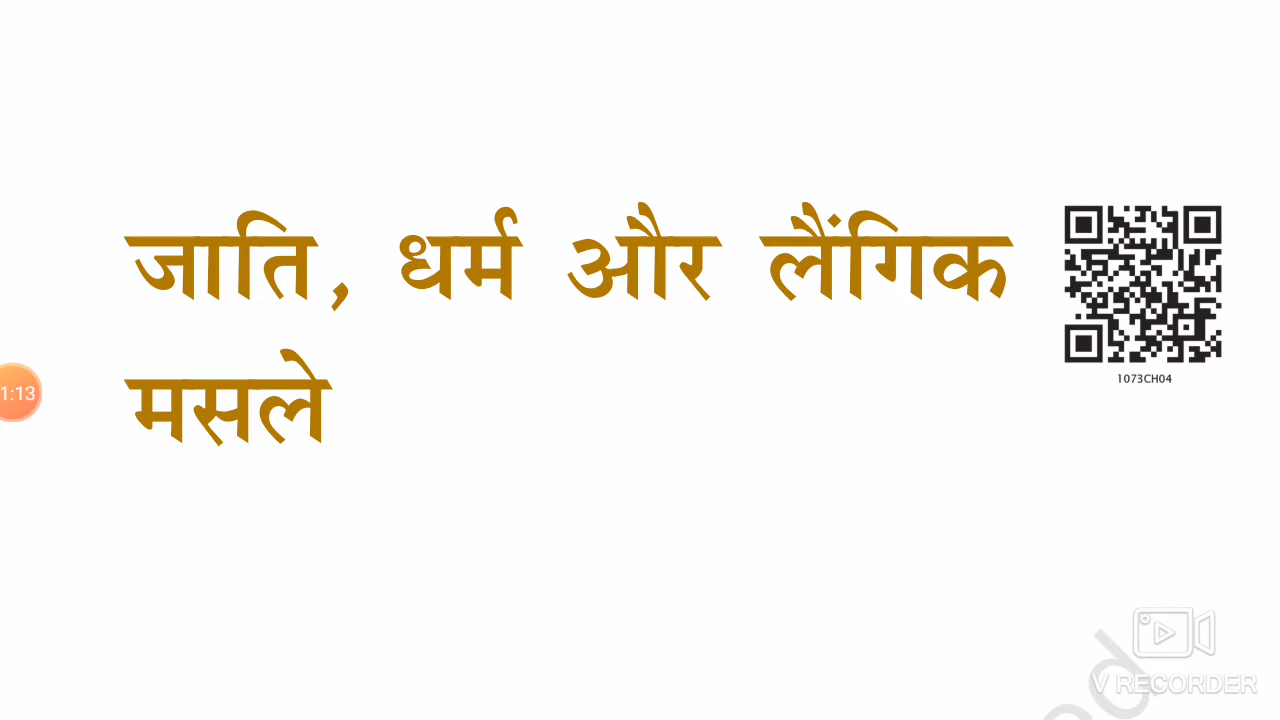 जाति, धर्म और लैंगिक
मसले
1073CH04
1:13
V RECORDER